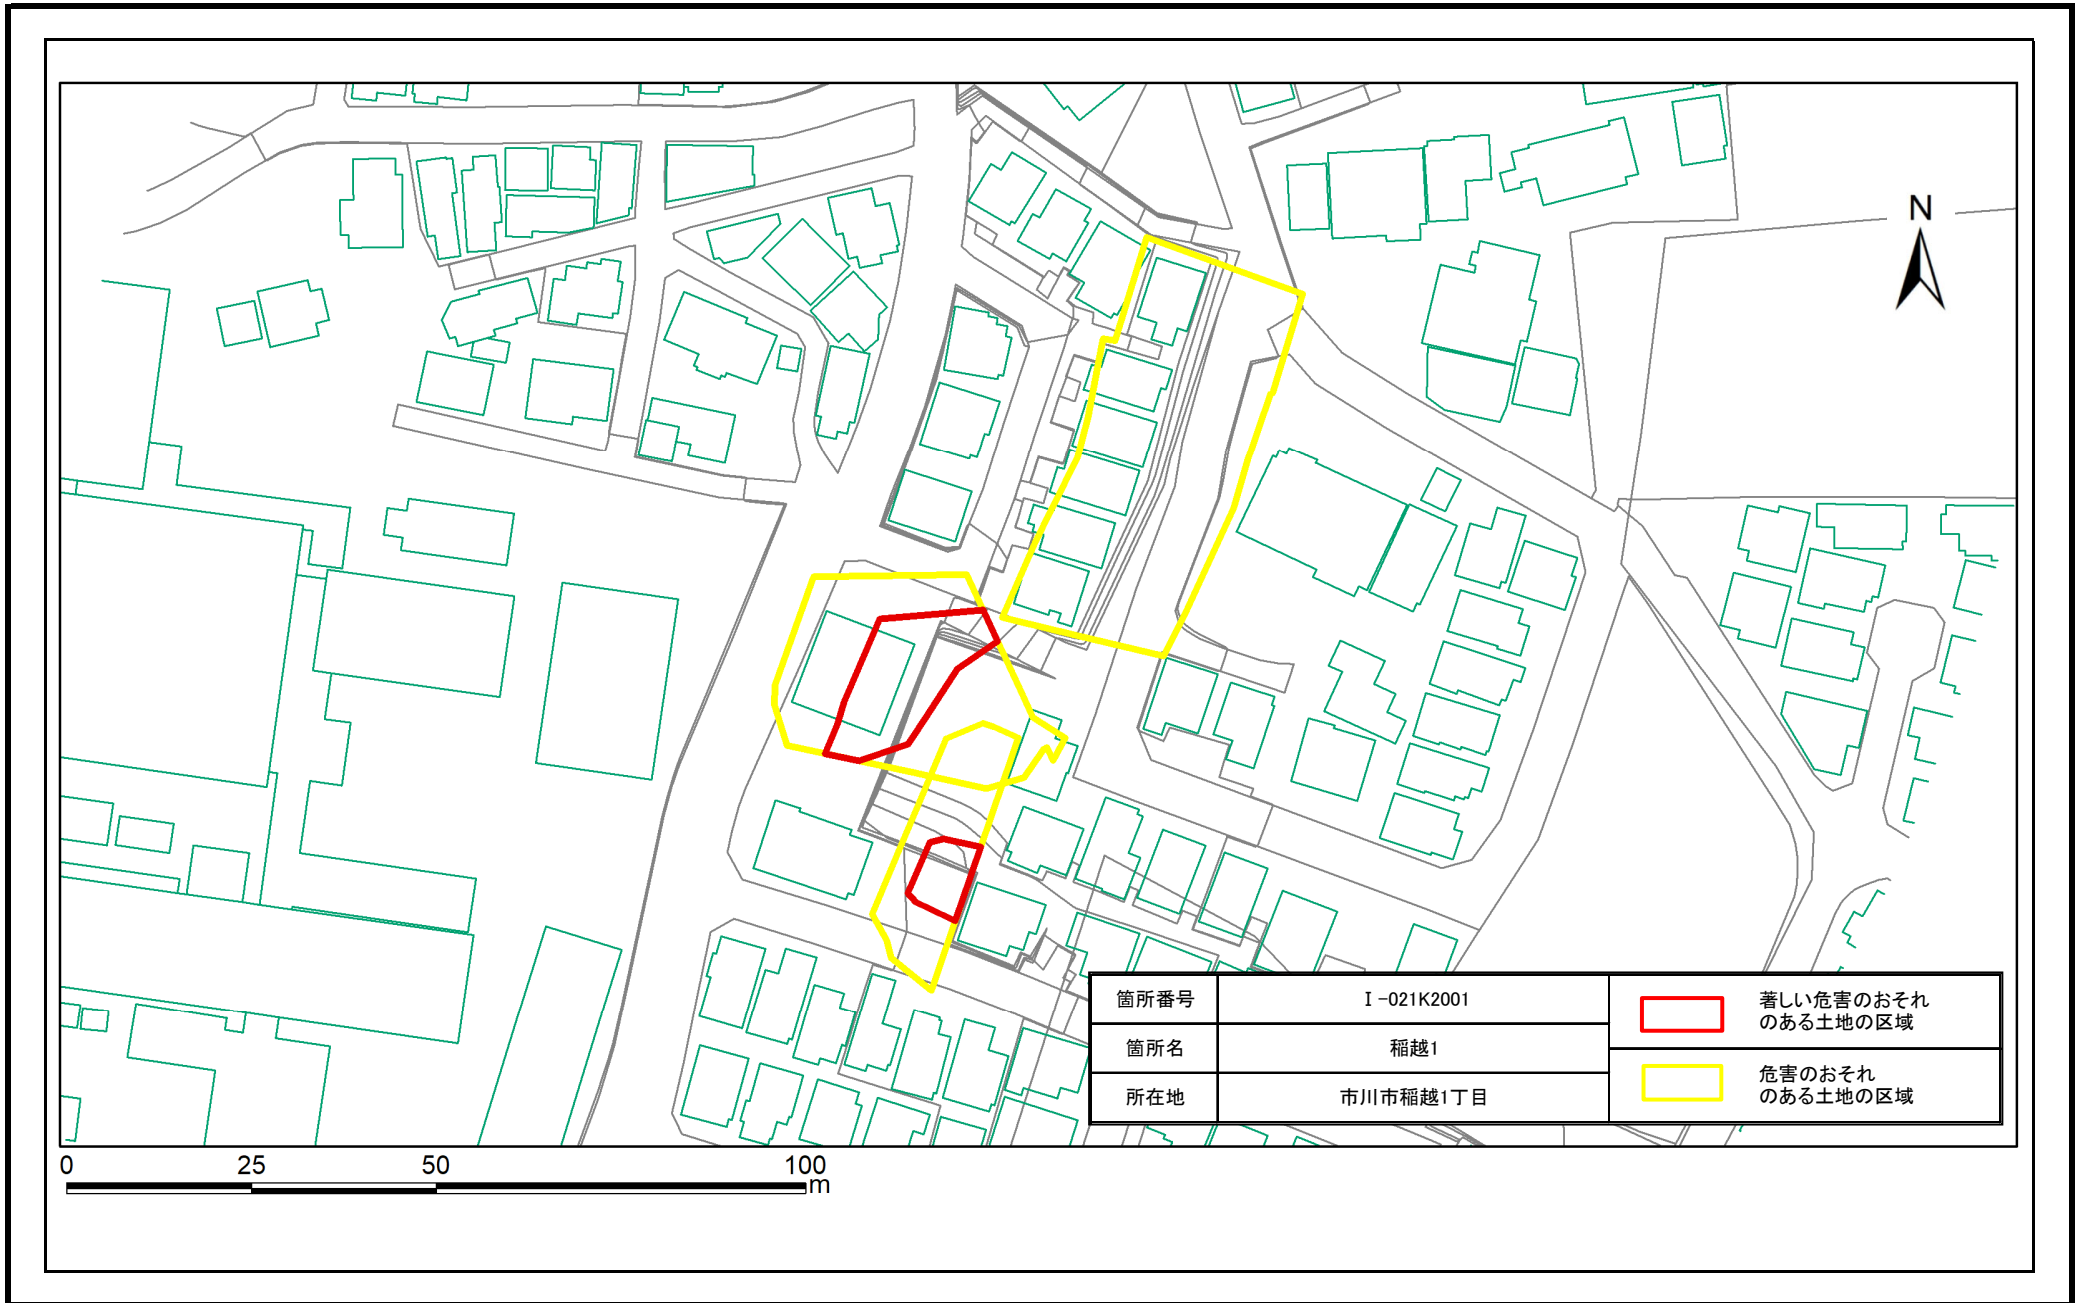 N
箇所番号
Ⅰ-021K2001
著しい危害のおそれ
のある土地の区域
箇所名
稲越1
危害のおそれ
のある土地の区域
所在地
市川市稲越1丁目
0 25 50 100
m